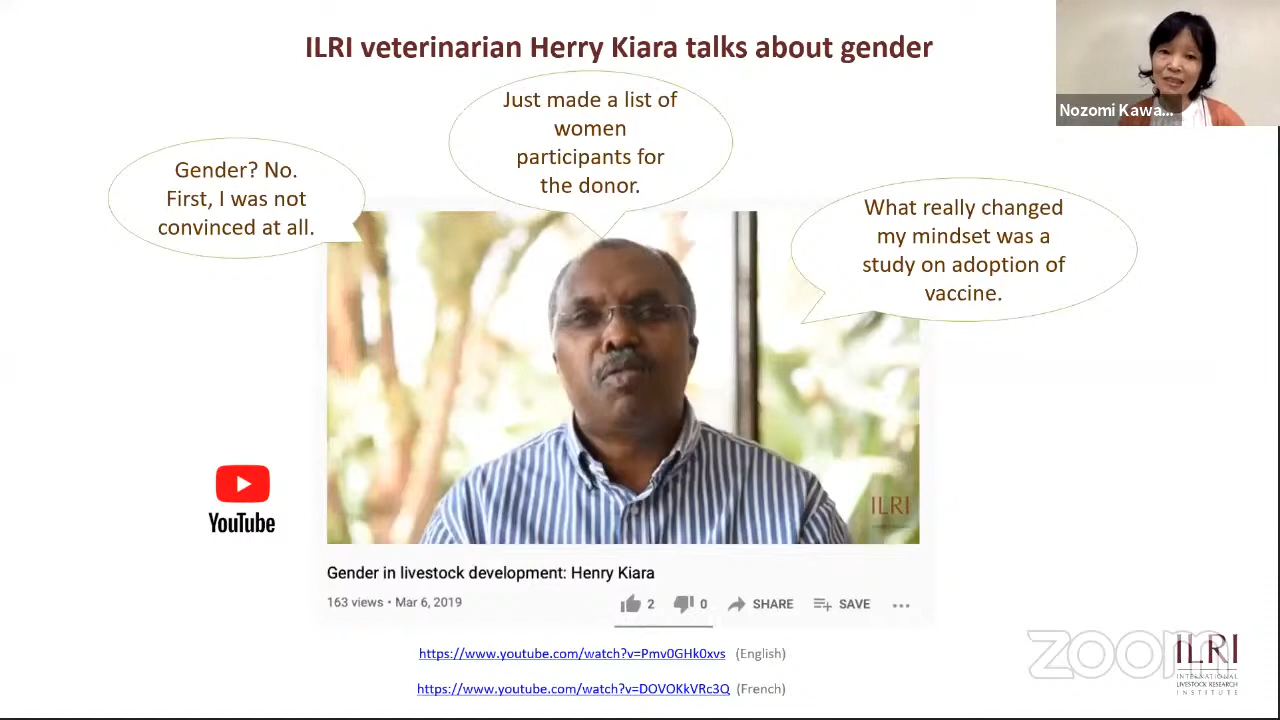 ILRI veterinarian Herry Kiara talks about gender
Nozomi Kawa...
Just made a list of
women
participants for
the donor.
Gender? No.
First, I was not
convinced at all.
What really changed
my mindset was a
study on adoption of
vaccine.
ILRI
YouTube
Gender in livestock development: Henry Kiara
163 views • Mar 6, 2019
2
0
SHARE
SAVE
https://www.youtube.com/watch?v=Pmv0GHk0xvs (English)
https://www.youtube.com/watch?v=DOVOKkVRc3Q (French)
zoom
ILRI
INTERNATIONAL
LIVESTOCK RESEARCH
INSTITUTE